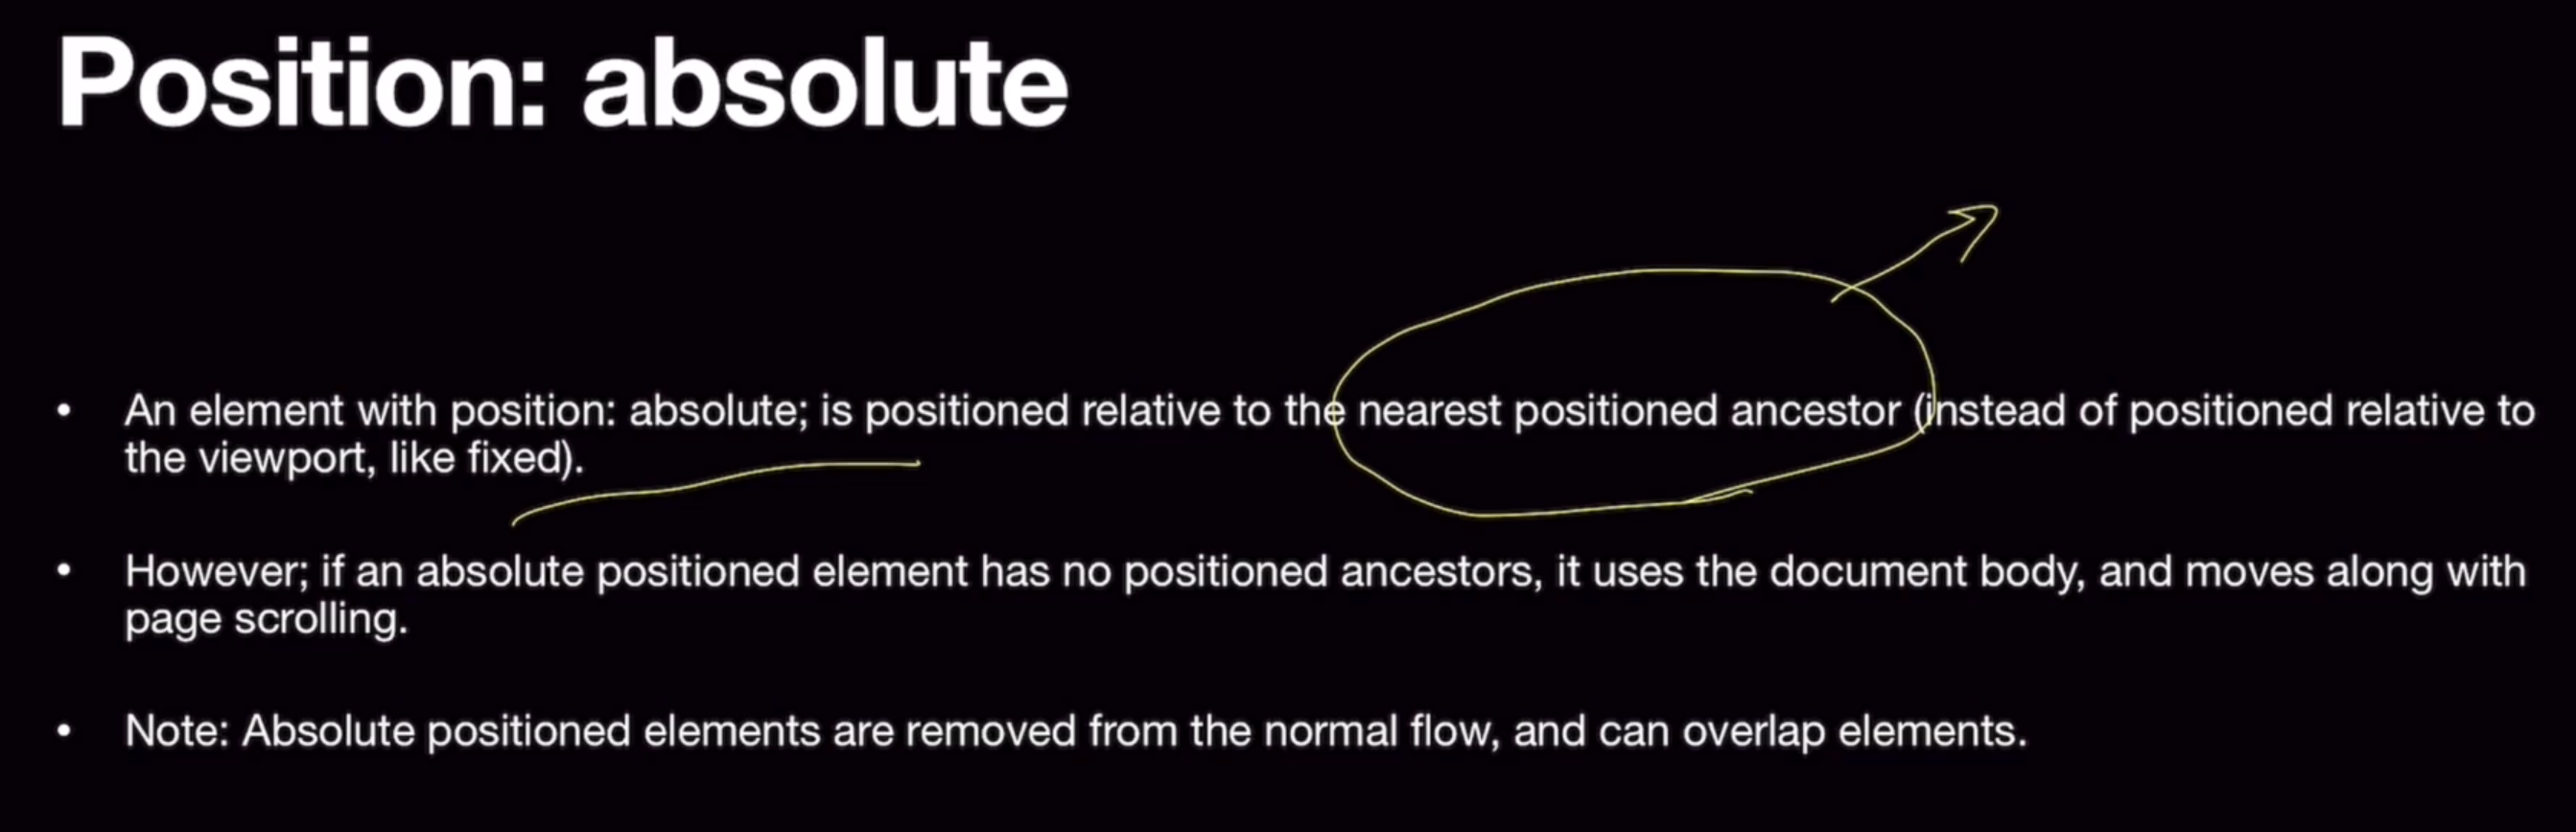 Position: absolute
• An element with position: absolute; is positioned relative to the nearest positioned ancestor (instead of positioned relative to
the viewport, like fixed).
• However; if an absolute positioned element has no positioned ancestors, it uses the document body, and moves along with
page scrolling.
• Note: Absolute positioned elements are removed from the normal flow, and can overlap elements.